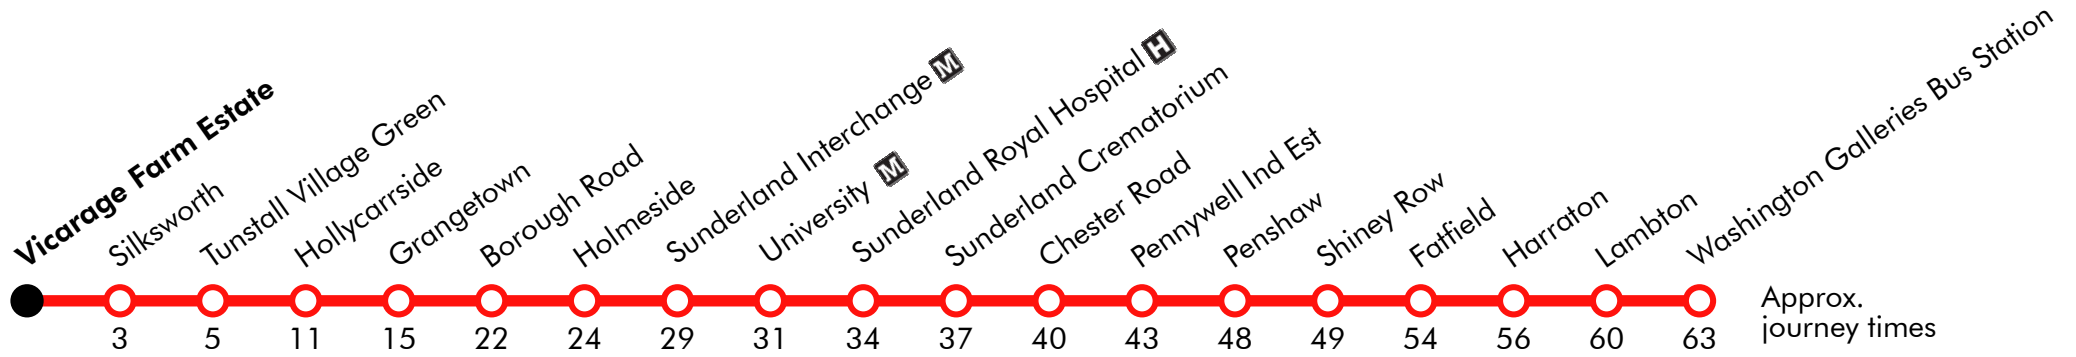 Vicarage Farm Estate
Silksworth
Tunstall Village Green
Hollycarrside
Grangetown
Borough Road
Holmeside
Sunderland Interchange M
University M
Sunderland Royal Hospital H
Sunderland Crematorium
Chester Road
Pennywell Ind Est
Penshaw
Shiney Row
Fatfield
Harraton
Lambton
Washington Galleries Bus Station
3 5 11 15 22 24 29 31 34 37 40 43 48 49 54 56 60 63
Approx.
journey times